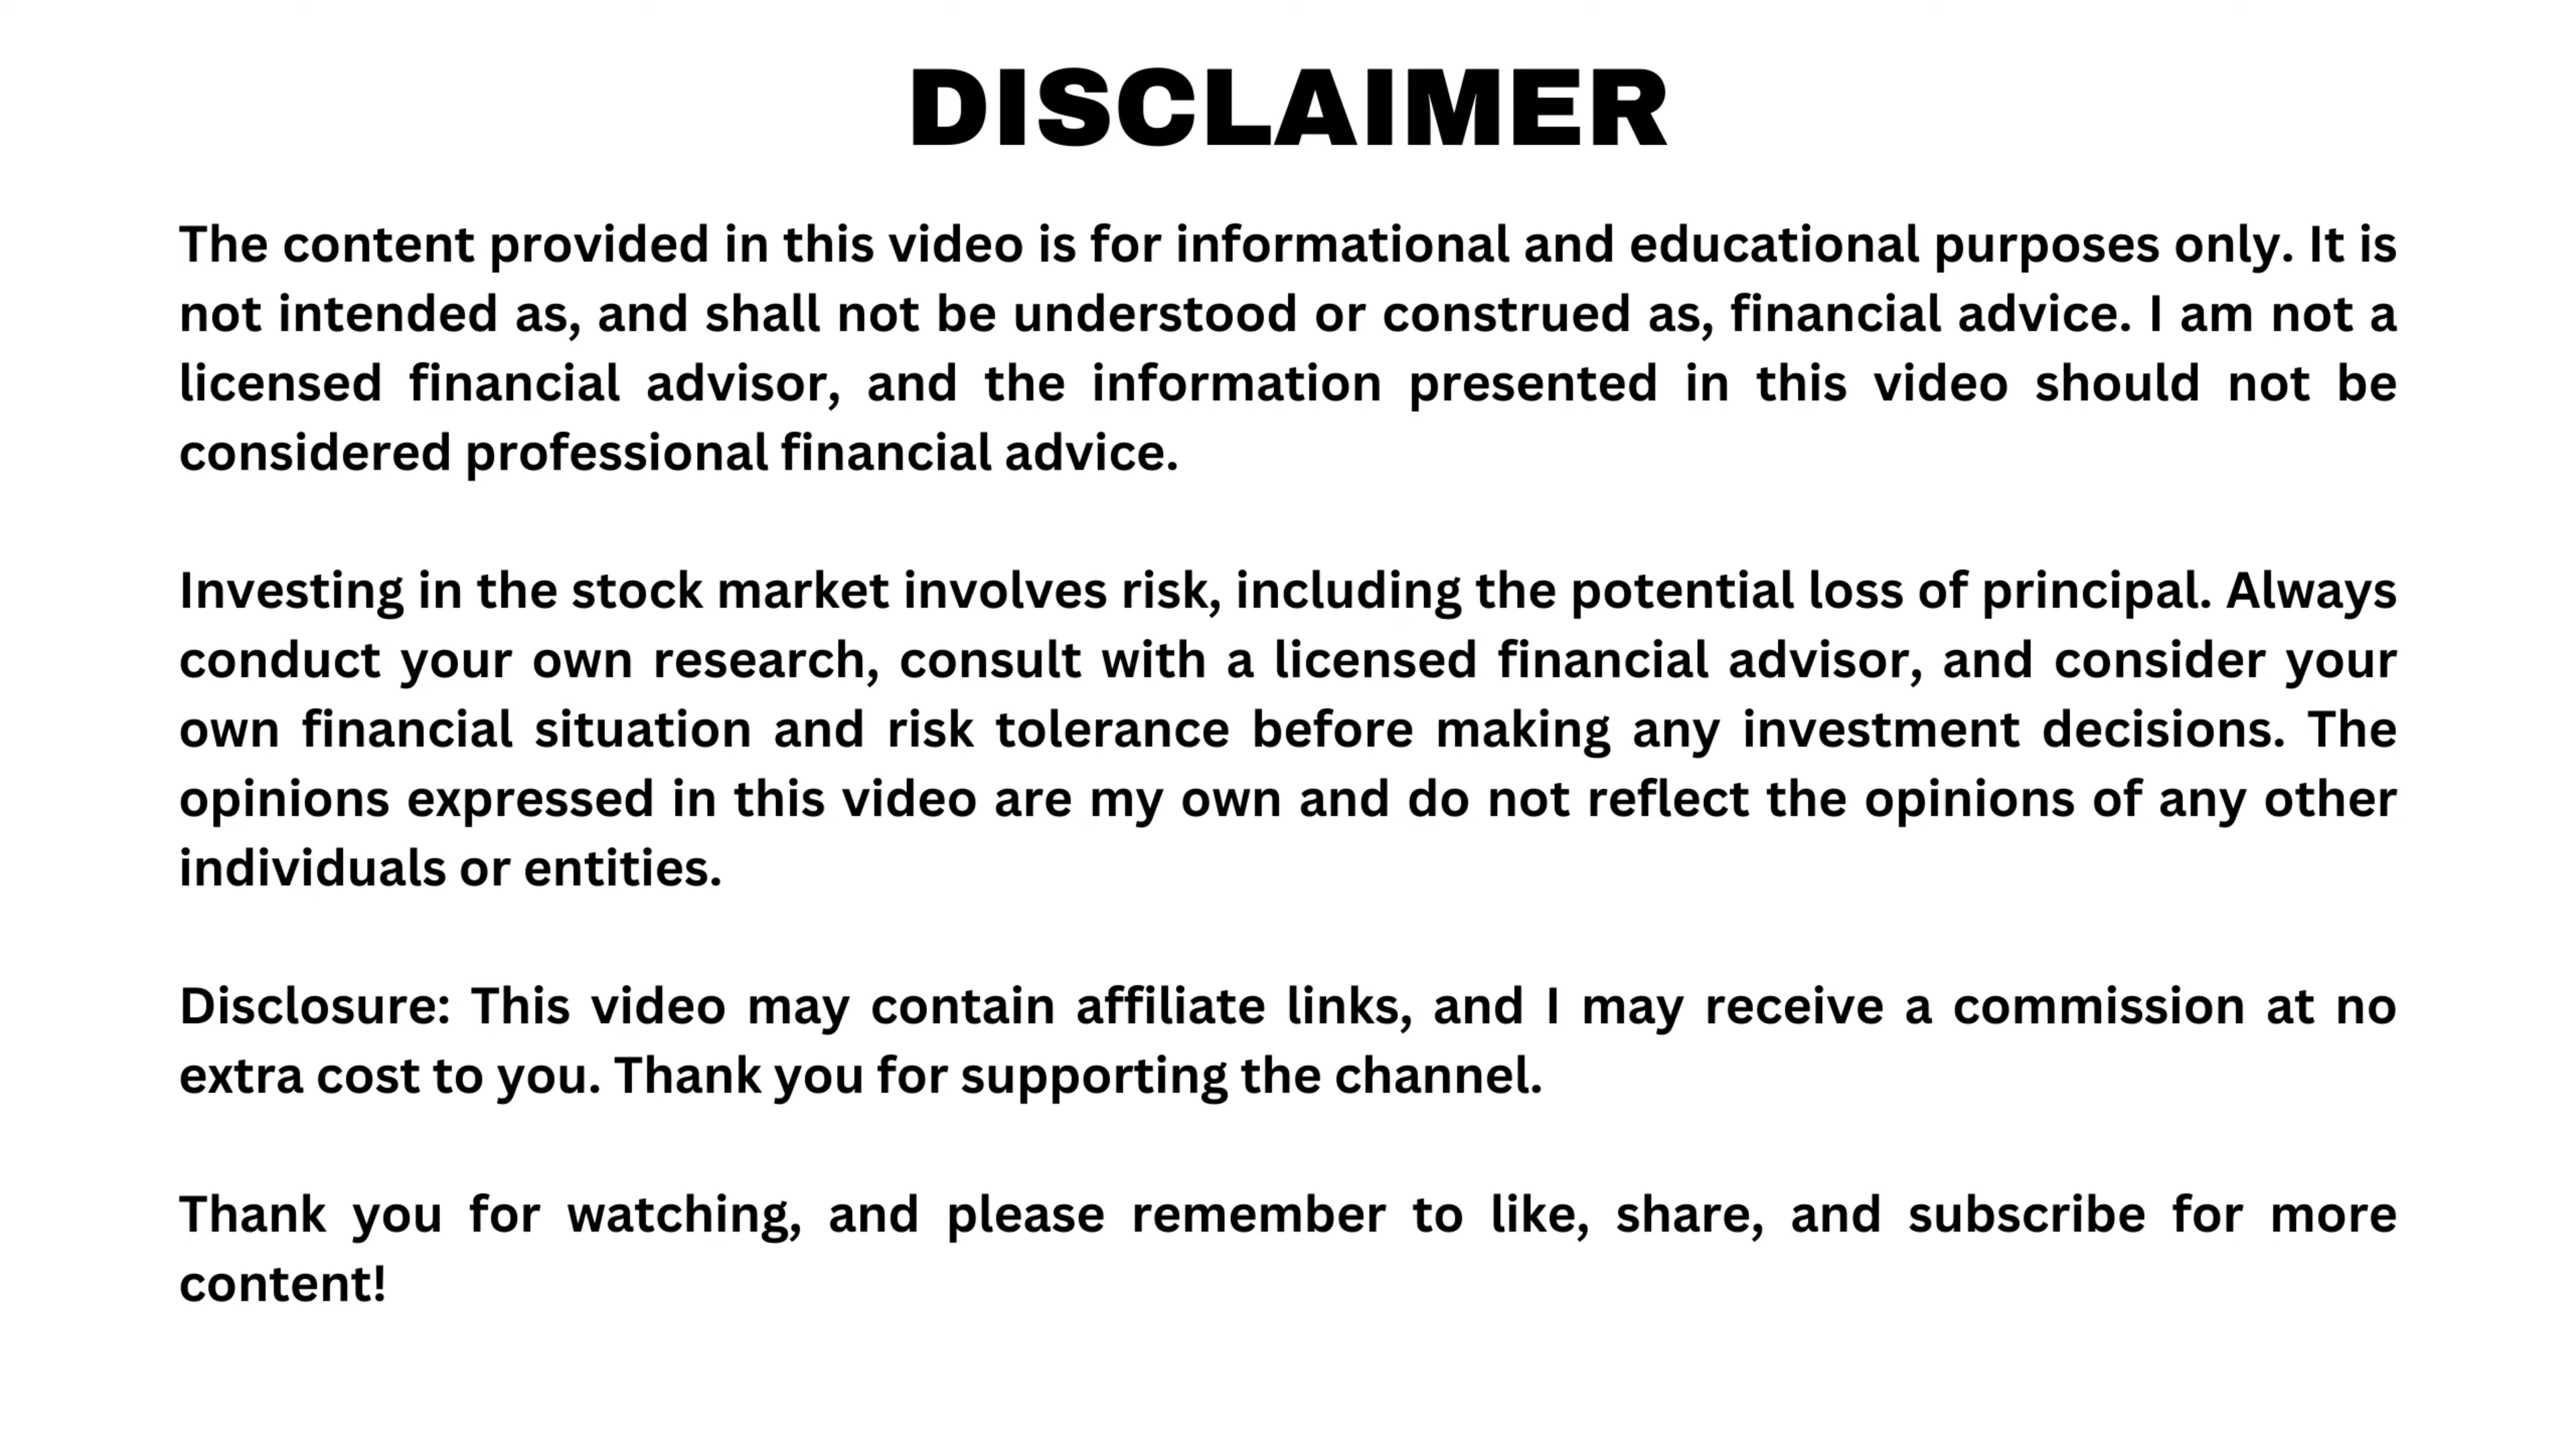 DISCLAIMER
The content provided in this video is for informational and educational purposes only. It is
not intended as, and shall not be understood or construed as, financial advice. I am not a
licensed financial advisor, and the information presented in this video should not be
considered professional financial advice.
Investing in the stock market involves risk, including the potential loss of principal. Always
conduct your own research, consult with a licensed financial advisor, and consider your
own financial situation and risk tolerance before making any investment decisions. The
opinions expressed in this video are my own and do not reflect the opinions of any other
individuals or entities.
Disclosure: This video may contain affiliate links, and I may receive a commission at no
extra cost to you. Thank you for supporting the channel.
Thank you for watching, and please remember to like, share, and subscribe for more
content!